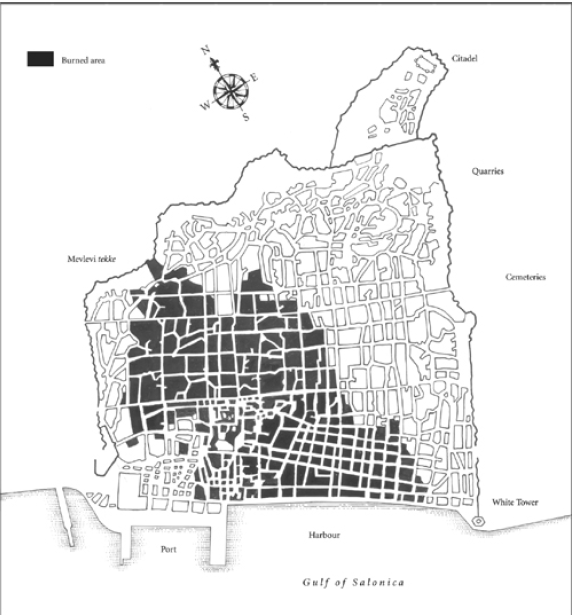 Burned area
N
E
W
S
Citadel
Quarries
Mevlevi tekke
Cemeteries
White Tower
Harbour
Port
Gulf of Salonica